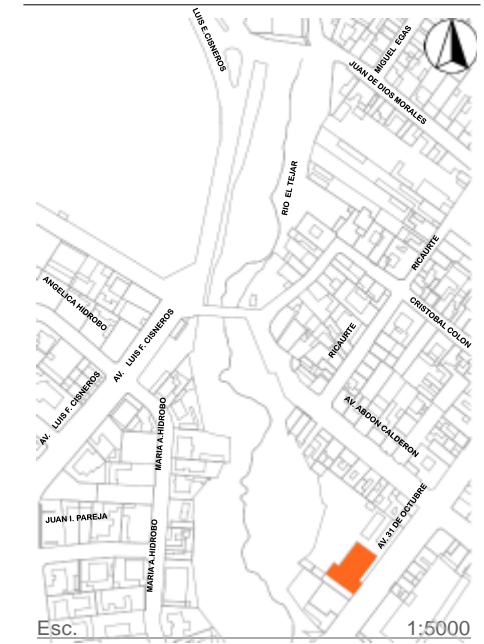 LUIS E.CISNEROS
MIGUEL EGAS
JUAN DE DIOS MORALES
RIO EL TEJAR
RICAURTE
ANGELICA HIDROBO
CRISTOBAL COLON
AV. LUIS F. CISNEROS
RICAURTE
AV. LUIS F. CISNEROS
AV. ABDON CALDERON
MARIA A.HIDROBO
AV. 31 DE OCTUBRE
JUAN I. PAREJA
MARIA A.HIDROBO
Esc. 1:5000